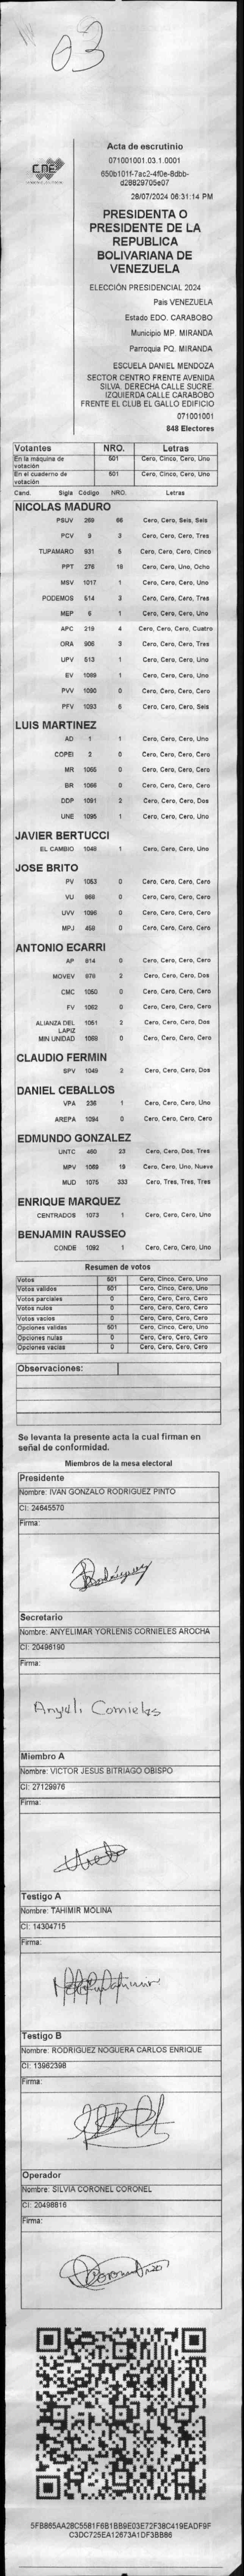 03
CNE
Acta de escrutinio
071001001.03.1.0001
650b101f-7ac2-4f0e-8dbb-
d28829705e07
28/07/2024 06:31:14 PM
PRESIDENTA O
PRESIDENTE DE LA
REPUBLICA
BOLIVARIANA DE
VENEZUELA
ELECCIÓN PRESIDENCIAL 2024
Pais VENEZUELA
Estado EDO. CARABOBO
Municipio MP. MIRANDA
Parroquia PQ. MIRANDA
ESCUELA DANIEL MENDOZA
SECTOR CENTRO FRENTE AVENIDA
SILVA. DERECHA CALLE SUCRE.
IZQUIERDA CALLE CARABOBO
FRENTE EL CLUB EL GALLO EDIFICIO
071001001
848 Electores
Votantes NRO. Letras
En la máquina de votación 501 Cero, Cinco, Cero, Uno
En el cuaderno de votación 501 Cero, Cinco, Cero, Uno
Cand. Sigla Código NRO. Letras
NICOLAS MADURO
PSUV 269 66 Cero, Cero, Seis, Seis
PCV 9 3 Cero, Cero, Cero, Tres
TUPAMARO 931 5 Cero, Cero, Cero, Cinco
PPT 276 18 Cero, Cero, Uno, Ocho
MSV 1017 1 Cero, Cero, Cero, Uno
PODEMOS 514 3 Cero, Cero, Cero, Tres
MEP 6 1 Cero, Cero, Cero, Uno
APC 219 4 Cero, Cero, Cero, Cuatro
ORA 906 3 Cero, Cero, Cero, Tres
UPV 513 1 Cero, Cero, Cero, Uno
EV 1089 1 Cero, Cero, Cero, Uno
PVV 1090 0 Cero, Cero, Cero, Cero
PFV 1093 6 Cero, Cero, Cero, Seis
LUIS MARTINEZ
AD 1 1 Cero, Cero, Cero, Uno
COPEI 2 0 Cero, Cero, Cero, Cero
MR 1055 0 Cero, Cero, Cero, Cero
BR 1066 0 Cero, Cero, Cero, Cero
DDP 1091 2 Cero, Cero, Cero, Dos
UNE 1095 1 Cero, Cero, Cero, Uno
JAVIER BERTUCCI
EL CAMBIO 1048 1 Cero, Cero, Cero, Uno
JOSE BRITO
PV 1053 0 Cero, Cero, Cero, Cero
VU 968 0 Cero, Cero, Cero, Cero
UVV 1096 0 Cero, Cero, Cero, Cero
MPJ 459 0 Cero, Cero, Cero, Cero
ANTONIO ECARRI
AP 814 0 Cero, Cero, Cero, Cero
MOVEV 979 2 Cero, Cero, Cero, Dos
CMC 1050 0 Cero, Cero, Cero, Cero
FV 1062 0 Cero, Cero, Cero, Cero
ALIANZA DEL LAPIZ 1051 2 Cero, Cero, Cero, Dos
MIN UNIDAD 1088 0 Cero, Cero, Cero, Cero
CLAUDIO FERMIN
SPV 1049 2 Cero, Cero, Cero, Dos
DANIEL CEBALLOS
VPA 236 1 Cero, Cero, Cero, Uno
AREPA 1094 0 Cero, Cero, Cero, Cero
EDMUNDO GONZALEZ
UNTC 480 23 Cero, Cero, Dos, Tres
MPV 1069 19 Cero, Cero, Uno, Nueve
MUD 1075 333 Cero, Tres, Tres, Tres
ENRIQUE MARQUEZ
CENTRADOS 1073 1 Cero, Cero, Cero, Uno
BENJAMIN RAUSSEO
CONDE 1092 1 Cero, Cero, Cero, Uno
Resumen de votos
Votos 501 Cero, Cinco, Cero, Uno
Votos validos 501 Cero, Cinco, Cero, Uno
Votos parciales 0 Cero, Cero, Cero, Cero
Votos nulos 0 Cero, Cero, Cero, Cero
Votos vacios 0 Cero, Cero, Cero, Cero
Opciones validas 501 Cero, Cinco, Cero, Uno
Opciones nulas 0 Cero, Cero, Cero, Cero
Opciones vacias 0 Cero, Cero, Cero, Cero
Observaciones:
Se levanta la presente acta la cual firman en
señal de conformidad.
Miembros de la mesa electoral
Presidente
Nombre: IVAN GONZALO RODRIGUEZ PINTO
CI: 24645570
Firma:
Secretario
Nombre: ANYELIMAR YORLENIS CORNIELES AROCHA
CI: 20496190
Firma:
Anyeli Cornieles
Miembro A
Nombre: VICTOR JESUS BITRIAGO OBISPO
CI: 27129976
Firma:
Testigo A
Nombre: TAHIMIR MOLINA
CI: 14304715
Firma:
Testigo B
Nombre: RODRIGUEZ NOGUERA CARLOS ENRIQUE
CI: 13962398
Firma:
Operador
Nombre: SILVIA CORONEL CORONEL
CI: 20498816
Firma:
5FB865AA28C5581F6B1BB9E03E72F38C419EADF9F
C3DC725EA12673A1DF3BB86